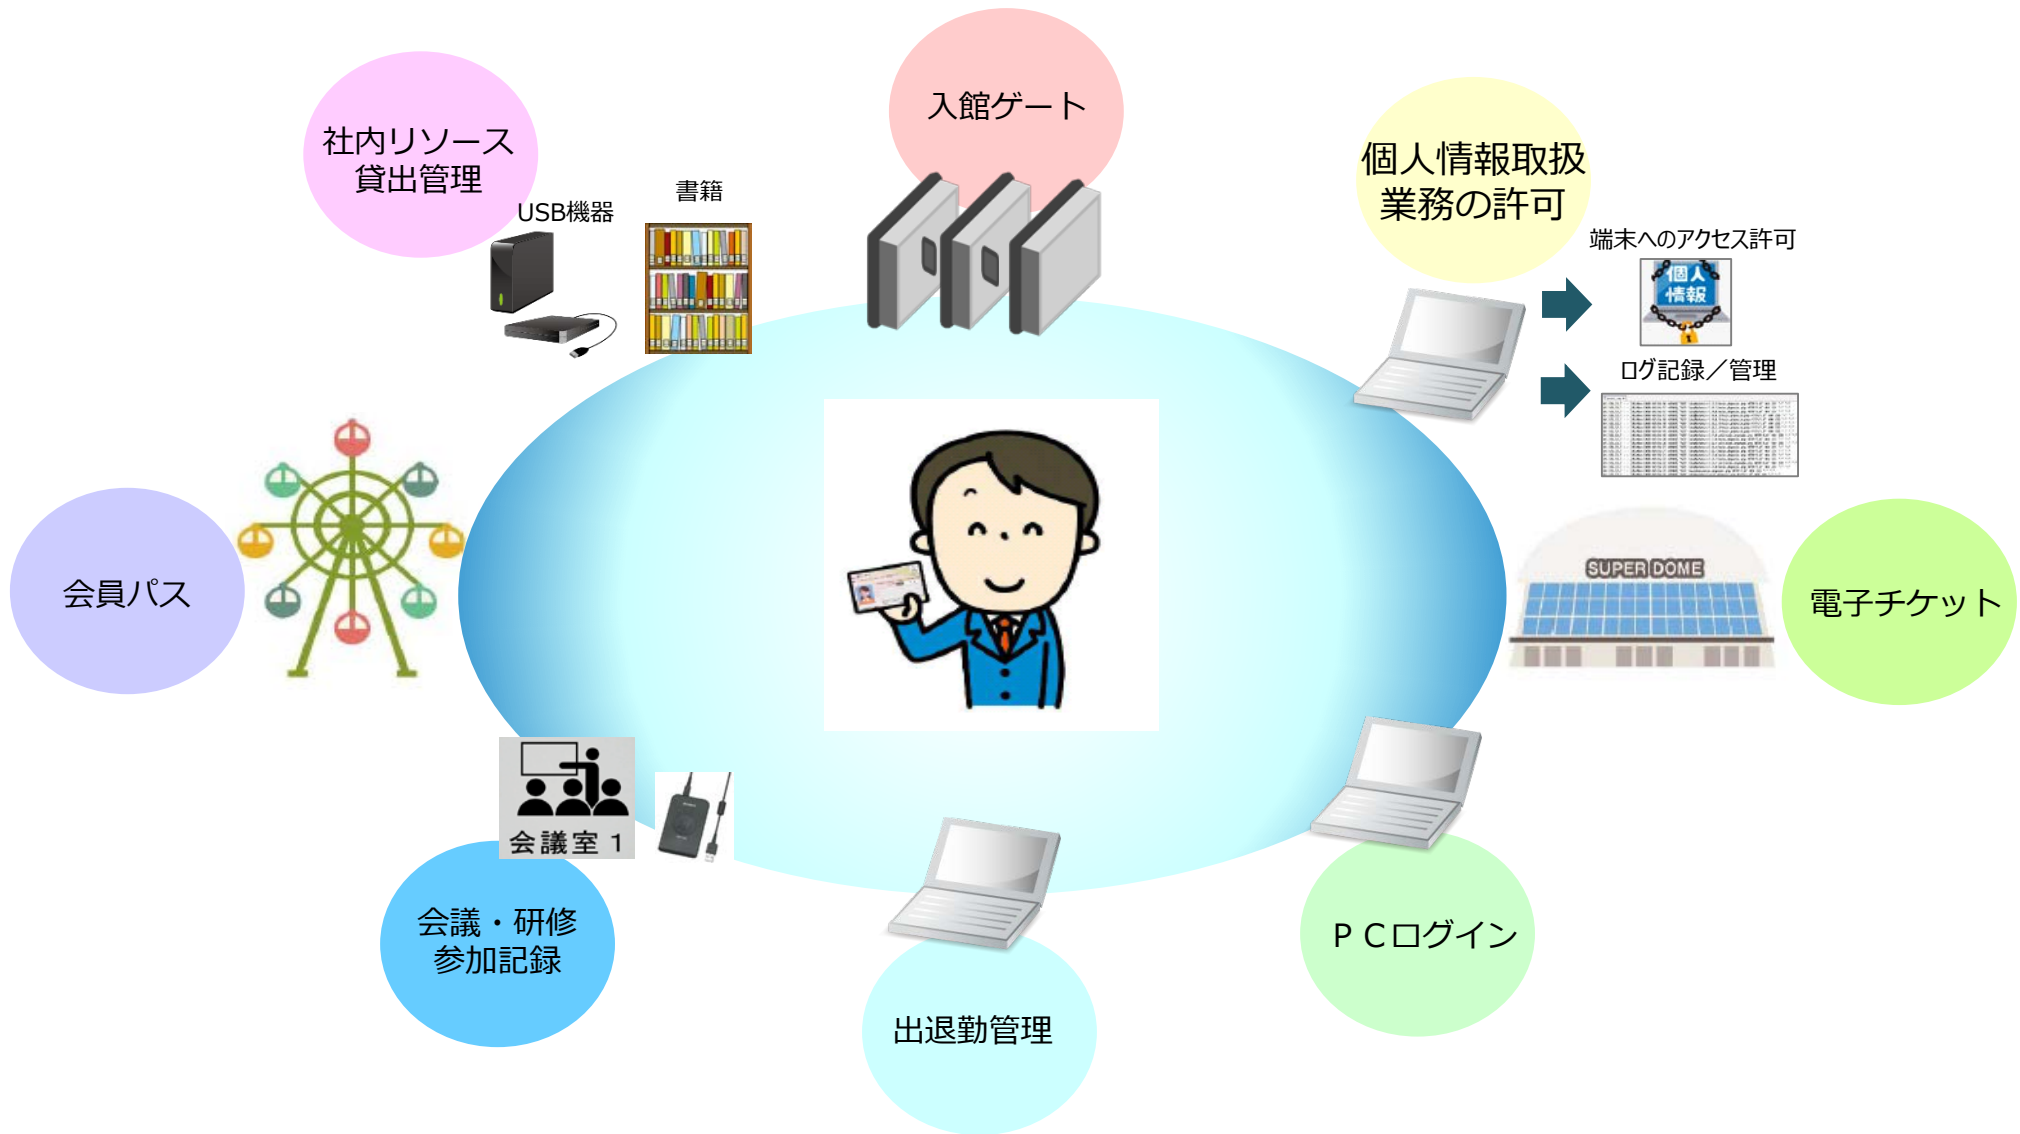 入館ゲート
社内リソース
貸出管理
USB機器
書籍
個人情報取扱
業務の許可
端末へのアクセス許可
個人
情報
ログ記録／管理
会員パス
SUPER DOME
電子チケット
会議室 1
会議・研修
参加記録
出退勤管理
ＰＣログイン